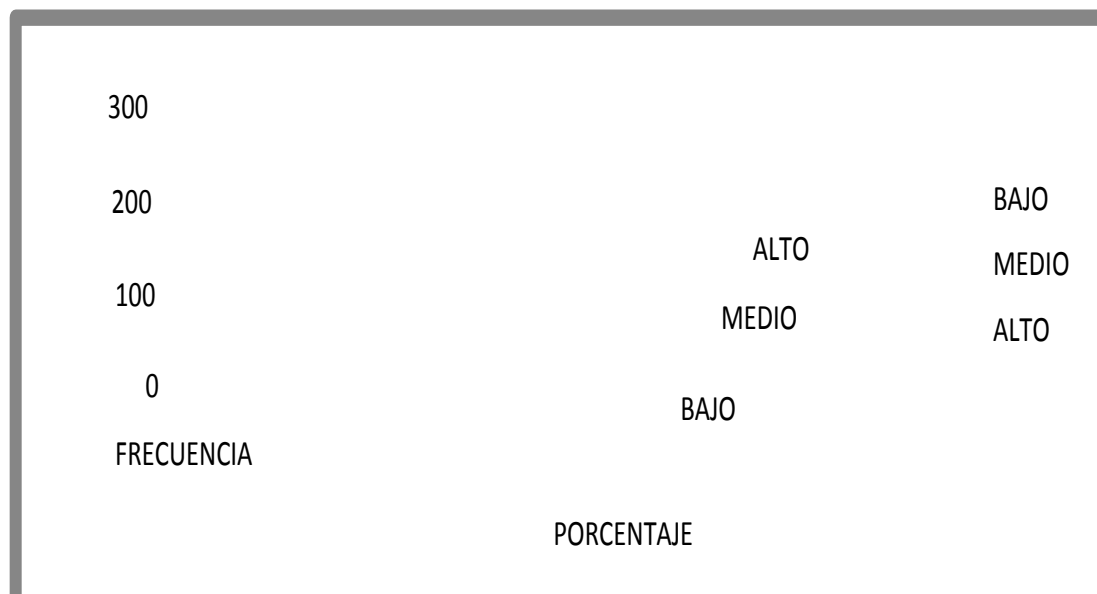 300
200
100
0
FRECUENCIA
PORCENTAJE
BAJO
MEDIO
ALTO
BAJO
MEDIO
ALTO